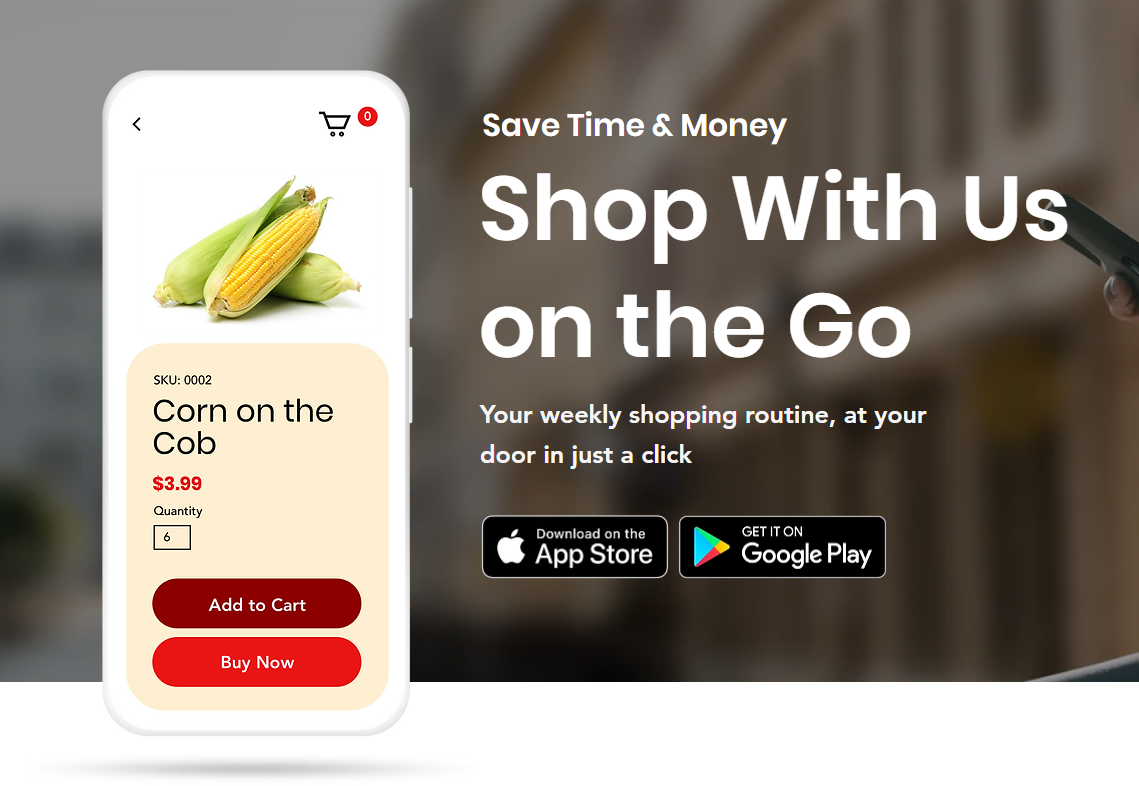 0
SKU: 0002
Corn on the
Cob
$3.99
Quantity
6
Add to Cart
Buy Now
Save Time & Money
Shop With Us
on the Go
Your weekly shopping routine, at your
door in just a click
Download on the
App Store
GET IT ON
Google Play